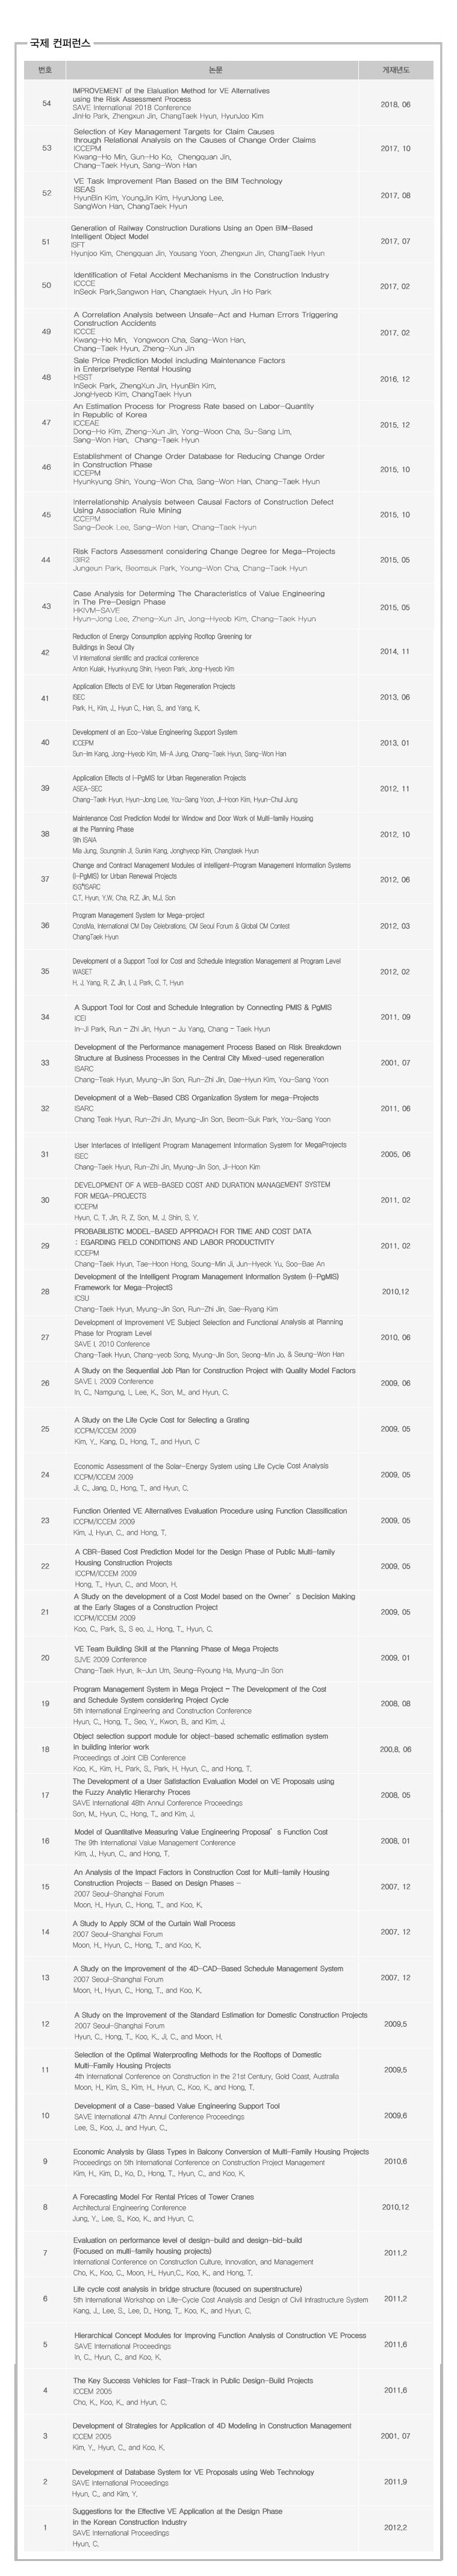 국제 컨퍼런스
번호 논문 게재년도
54
IMPROVEMENT of the Elaluation Method for VE Alternatives
using the Risk Assessment Process
SAVE International 2018 Conference
JinHo Park, Zhengxun Jin, ChangTaek Hyun, HyunJoo Kim
2018, 06
53
Selection of Key Management Targets for Claim Causes
through Relational Analysis on the Causes of Change Order Claims
ICCEPM
Kwang-Ho Min, Gun-Ho Ko, Chengquan Jin,
Chang-Taek Hyun, Sang-Won Han
2017, 10
52
VE Task Improvement Plan Based on the BIM Technology
ISEAS
HyunBin Kim, YoungJin Kim, HyunJong Lee,
SangWon Han, ChangTaek Hyun
2017, 08
51
Generation of Railway Construction Durations Using an Open BIM-Based
Intelligent Object Model
ISFT
Hyunjoo Kim, Chengquan Jin, Yousang Yoon, Zhengxun Jin, ChangTaek Hyun
2017, 07
50
Identification of Fetal Accident Mechanisms in the Construction Industry
ICCCE
InSeok Park,Sangwon Han, Changtaek Hyun, Jin Ho Park
2017, 02
49
A Correlation Analysis between Unsafe-Act and Human Errors Triggering
Construction Accidents
ICCCE
Kwang-Ho Min, Yongwoon Cha, Sang-Won Han,
Chang-Taek Hyun, Zheng-Xun Jin
2017, 02
48
Sale Price Prediction Model including Maintenance Factors
in Enterprisetype Rental Housing
HSST
InSeok Park, ZhengXun Jin, HyunBin Kim,
JongHyeob Kim, ChangTaek Hyun
2016, 12
47
An Estimation Process for Progress Rate based on Labor-Quantity
in Republic of Korea
ICCEAE
Dong-Ho Kim, Zheng-Xun Jin, Yong-Woon Cha, Su-Sang Lim,
Sang-Won Han, Chang-Taek Hyun
2015, 12
46
Establishment of Change Order Database for Reducing Change Order
in Construction Phase
ICCEPM
Hyunkyung Shin, Young-Won Cha, Sang-Won Han, Chang-Taek Hyun
2015, 10
45
Interrelationship Analysis between Causal Factors of Construction Defect
Using Association Rule Mining
ICCEPM
Sang-Deok Lee, Sang-Won Han, Chang-Taek Hyun
2015, 10
44
Risk Factors Assessment considering Change Degree for Mega-Projects
I3IR2
Jungeun Park, Beomsuk Park, Young-Won Cha, Chang-Taek Hyun
2015, 05
43
Case Analysis for Determing The Characteristics of Value Engineering
in The Pre-Design Phase
HKIVM-SAVE
Hyun-Jong Lee, Zheng-Xun Jin, Jong-Hyeob Kim, Chang-Taek Hyun
2015, 05
42
Reduction of Energy Consumption applying Rooftop Greening for
Buildings in Seoul City
VI International sientific and practical conference
Anton Kulak, Hyunkyung Shin, Hyeon Park, Jong-Hyeob Kim
2014, 11
41
Application Effects of EVE for Urban Regeneration Projects
ISEC
Park, H., Kim, J., Hyun C., Han, S., and Yang, K.
2013, 06
40
Development of an Eco-Value Engineering Support System
ICCEPM
Sun-Im Kang, Jong-Hyeob Kim, Mi-A Jung, Chang-Taek Hyun, Sang-Won Han
2013, 01
39
Application Effects of i-PgMIS for Urban Regeneration Projects
ASEA-SEC
Chang-Taek Hyun, Hyun-Jong Lee, You-Sang Yoon, Ji-Hoon Kim, Hyun-Chul Jung
2012, 11
38
Maintenance Cost Prediction Model for Window and Door Work of Multi-family Housing
at the Planning Phase
9th ISAIA
Mia Jung, Soungmin Ji, Sunim Kang, Jonghyeop Kim, Changtaek Hyun
2012, 10
37
Change and Contract Management Modules of intelligent-Program Management Information Systems
(i-PgMIS) for Urban Renewal Projects
ISG*ISARC
C,T, Hyun, Y,W, Cha, R,Z, Jin, M,J, Son
2012, 06
36
Program Management System for Mega-project
ConsMa, International CM Day Celebrations, CM Seoul Forum & Global CM Contest
ChangTaek Hyun
2012, 03
35
Development of a Support Tool for Cost and Schedule Integration Management at Program Level
WASET
H, J, Yang, R, Z, Jin, I, J, Park, C, T, Hyun
2012, 02
34
A Support Tool for Cost and Schedule Integration by Connecting PMIS & PgMIS
ICEI
In-Ji Park, Run - Zhi Jin, Hyun - Ju Yang, Chang - Taek Hyun
2011, 09
33
Development of the Performance management Process Based on Risk Breakdown
Structure at Business Processes in the Central City Mixed-used regeneration
ISARC
Chang-Teak Hyun, Myung-Jin Son, Run-Zhi Jin, Dae-Hyun Kim, You-Sang Yoon
2001, 07
32
Development of a Web-Based CBS Organization System for mega-Projects
ISARC
Chang Teak Hyun, Run-Zhi Jin, Myung-Jin Son, Beom-Suk Park, You-Sang Yoon
2011, 06
31
User Interfaces of Intelligent Program Management Information System for MegaProjects
ISEC
Chang-Taek Hyun, Run-Zhi Jin, Myung-Jin Son, Ji-Hoon Kim
2005, 06
30
DEVELOPMENT OF A WEB-BASED COST AND DURATION MANAGEMENT SYSTEM
FOR MEGA-PROJECTS
ICCEPM
Hyun, C, T, Jin, R, Z, Son, M, J, Shin, S, Y,
2011, 02
29
PROBABILISTIC MODEL-BASED APPROACH FOR TIME AND COST DATA
: EGARDING FIELD CONDITIONS AND LABOR PRODUCTIVITY
ICCEPM
Chang-Taek Hyun, Tae-Hoon Hong, Soung-Min Ji, Jun-Hyeok Yu, Soo-Bae An
2011, 02
28
Development of the Intelligent Program Management Information System (I-PgMIS)
Framework for Mega-ProjectS
ICSU
Chang-Taek Hyun, Myung-Jin Son, Run-Zhi Jin, Sae-Ryang Kim
2010,12
27
Development of Improvement VE Subject Selection and Functional Analysis at Planning
Phase for Program Level
SAVE I, 2010 Conference
Chang-Taek Hyun, Chang-yeob Song, Myung-Jin Son, Seong-Min Jo, & Seung-Won Han
2010, 06
26
A Study on the Sequential Job Plan for Construction Project with Quality Model Factors
SAVE I, 2009 Conference
In, C., Namgung, I., Lee, K., Son, M., and Hyun, C.
2009, 06
25
A Study on the Life Cycle Cost for Selecting a Grating
ICCPM/ICCEM 2009
Kim, Y., Kang, D., Hong, T., and Hyun, C
2009, 05
24
Economic Assessment of the Solar-Energy System using Life Cycle Cost Analysis
ICCPM/ICCEM 2009
Ji, C., Jang, D., Hong, T., and Hyun, C.
2009, 05
23
Function Oriented VE Alternatives Evaluation Procedure using Function Classification
ICCPM/ICCEM 2009
Kim, J, Hyun, C., and Hong, T.
2009, 05
22
A CBR-Based Cost Prediction Model for the Design Phase of Public Multi-family
Housing Construction Projects
ICCPM/ICCEM 2009
Hong, T., Hyun, C., and Moon, H.
2009, 05
21
A Study on the development of a Cost Model based on the Owner's Decision Making
at the Early Stages of a Construction Project
ICCPM/ICCEM 2009
Koo, C., Park, S., S eo, J., Hong, T., Hyun, C.
2009, 05
20
VE Team Building Skill at the Planning Phase of Mega Projects
SJVE 2009 Conference
Chang-Taek Hyun, Ik-Jun Um, Seung-Ryoung Ha, Myung-Jin Son
2009, 01
19
Program Management System in Mega Project - The Development of the Cost
and Schedule System considering Project Cycle
5th International Engineering and Construction Conference
Hyun, C., Hong, T., Seo, Y., Kwon, B., and Kim, J.
2008, 08
18
Object selection support module for object-based schematic estimation system
in building interior work
Proceedings of Joint CIB Conference
Koo, K., Kim, H., Park, S., Park, H, Hyun, C., and Hong, T.
200,8, 06
17
The Development of a User Satisfaction Evaluation Model on VE Proposals using
the Fuzzy Analytic Hierarchy Proces
SAVE International 48th Annul Conference Proceedings
Son, M., Hyun, C., Hong, T., and Kim, J.
2008, 05
16
Model of Quantitative Measuring Value Engineering Proposal's Function Cost
The 9th International Value Management Conference
Kim, J., Hyun, C., and Hong, T.
2008, 01
15
An Analysis of the Impact Factors in Construction Cost for Multi-family Housing
Construction Projects - Based on Design Phases -
2007 Seoul-Shanghai Forum
Moon, H., Hyun, C., Hong, T., and Koo, K.
2007, 12
14
A Study to Apply SCM of the Curtain Wall Process
2007 Seoul-Shanghai Forum
Moon, H., Hyun, C., Hong, T., and Koo, K.
2007, 12
13
A Study on the Improvement of the 4D-CAD-Based Schedule Management System
2007 Seoul-Shanghai Forum
Moon, H., Hyun, C., Hong, T., and Koo, K.
2007, 12
12
A Study on the Improvement of the Standard Estimation for Domestic Construction Projects
2007 Seoul-Shanghai Forum
Hyun, C., Hong, T., Koo, K., Ji, C., and Moon, H.
2009,5
11
Selection of the Optimal Waterproofing Methods for the Rooftops of Domestic
Multi-Family Housing Projects
4th International Conference on Construction in the 21st Century, Gold Coast, Australia
Moon, H., Kim, S., Kim, H., Hyun, C., Koo, K., and Hong, T.
2009,5
10
Development of a Case-based Value Engineering Support Tool
SAVE International 47th Annul Conference Proceedings
Lee, S., Koo, J., and Hyun, C.,
2009,6
9
Economic Analysis by Glass Types in Balcony Conversion of Multi-Family Housing Projects
Proceedings on 5th International Conference on Construction Project Management
Kim, H., Kim, D., Ko, D., Hong, T., Hyun, C., and Koo, K.
2010,6
8
A Forecasting Model For Rental Prices of Tower Cranes
Architectural Engineering Conference
Jung, Y., Lee, S., Koo, K., and Hyun, C.
2010,12
7
Evaluation on performance level of design-build and design-bid-build
(Focused on multi-family housing projects)
International Conference on Construction Culture, Innovation, and Management
Cho, K., Koo, C., Moon, H., Hyun,C., Koo, K., and Hong, T.
2011,2
6
Life cycle cost analysis in bridge structure (focused on superstructure)
5th International Workshop on Life-Cycle Cost Analysis and Design of Civil Infrastructure System
Kang, J., Lee, S., Lee, D., Hong, T., Koo, K., and Hyun, C.
2011,2
5
Hierarchical Concept Modules for Improving Function Analysis of Construction VE Process
SAVE International Proceedings
In, C., Hyun, C., and Koo, K.
2011,6
4
The Key Success Vehicles for Fast-Track in Public Design-Build Projects
ICCEM 2005
Cho, K., Koo, K., and Hyun, C.
2011,6
3
Development of Strategies for Application of 4D Modeling in Construction Management
ICCEM 2005
Kim, Y., Hyun, C., and Koo, K.
2001, 07
2
Development of Database System for VE Proposals using Web Technology
SAVE International Proceedings
Hyun, C., and Kim, Y.
2011,9
1
Suggestions for the Effective VE Application at the Design Phase
in the Korean Construction Industry
SAVE International Proceedings
Hyun, C.
2012,2